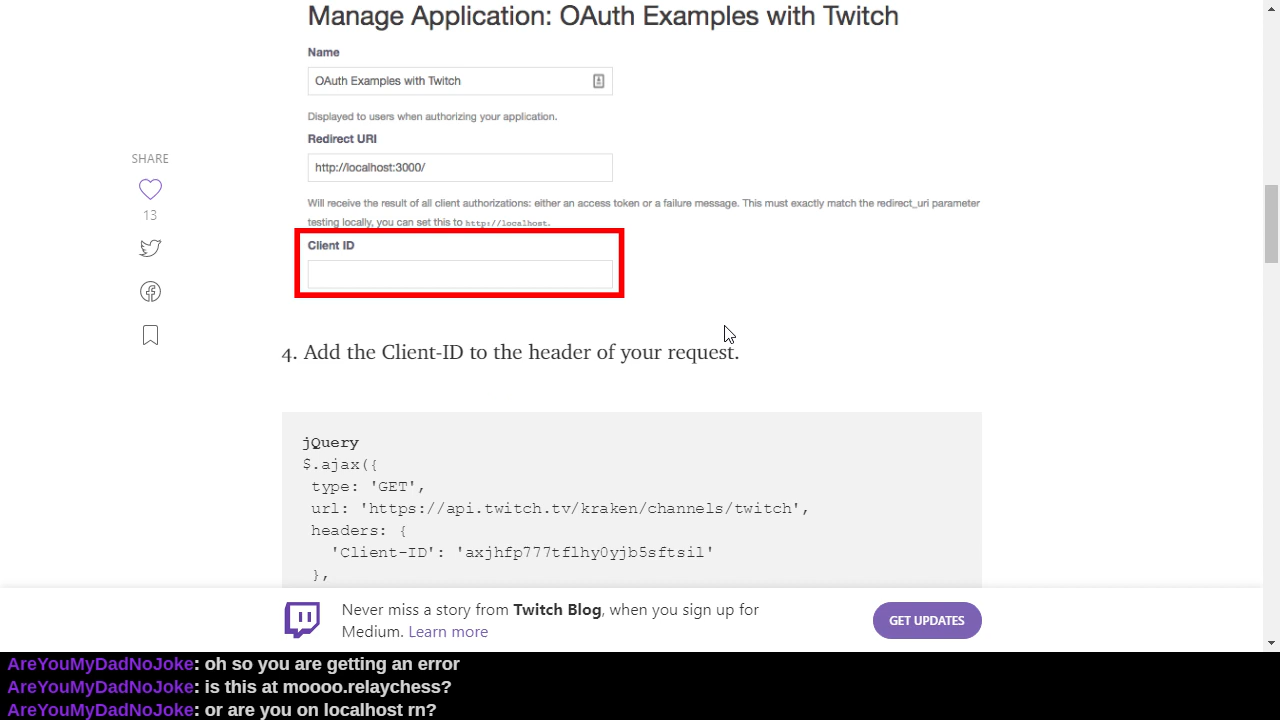 Manage Application: OAuth Examples with Twitch
Name
OAuth Examples with Twitch
Displayed to users when authorizing your application.
Redirect URI
http://localhost:3000/
Will receive the result of all client authorizations: either an access token or a failure message. This must exactly match the redirect_uri parameter
testing locally, you can set this to http://localhost.
Client ID
SHARE
13
4. Add the Client-ID to the header of your request.
jQuery
$.ajax({
type: 'GET',
url: 'https://api.twitch.tv/kraken/channels/twitch',
headers: {
'Client-ID': 'axjhfp777tflhy0yjb5sftsil'
},
Never miss a story from Twitch Blog, when you sign up for
Medium. Learn more
GET UPDATES
AreYouMyDadNoJoke: oh so you are getting an error
AreYouMyDadNoJoke: is this at moooo.relaychess?
AreYouMyDadNoJoke: or are you on localhost rn?